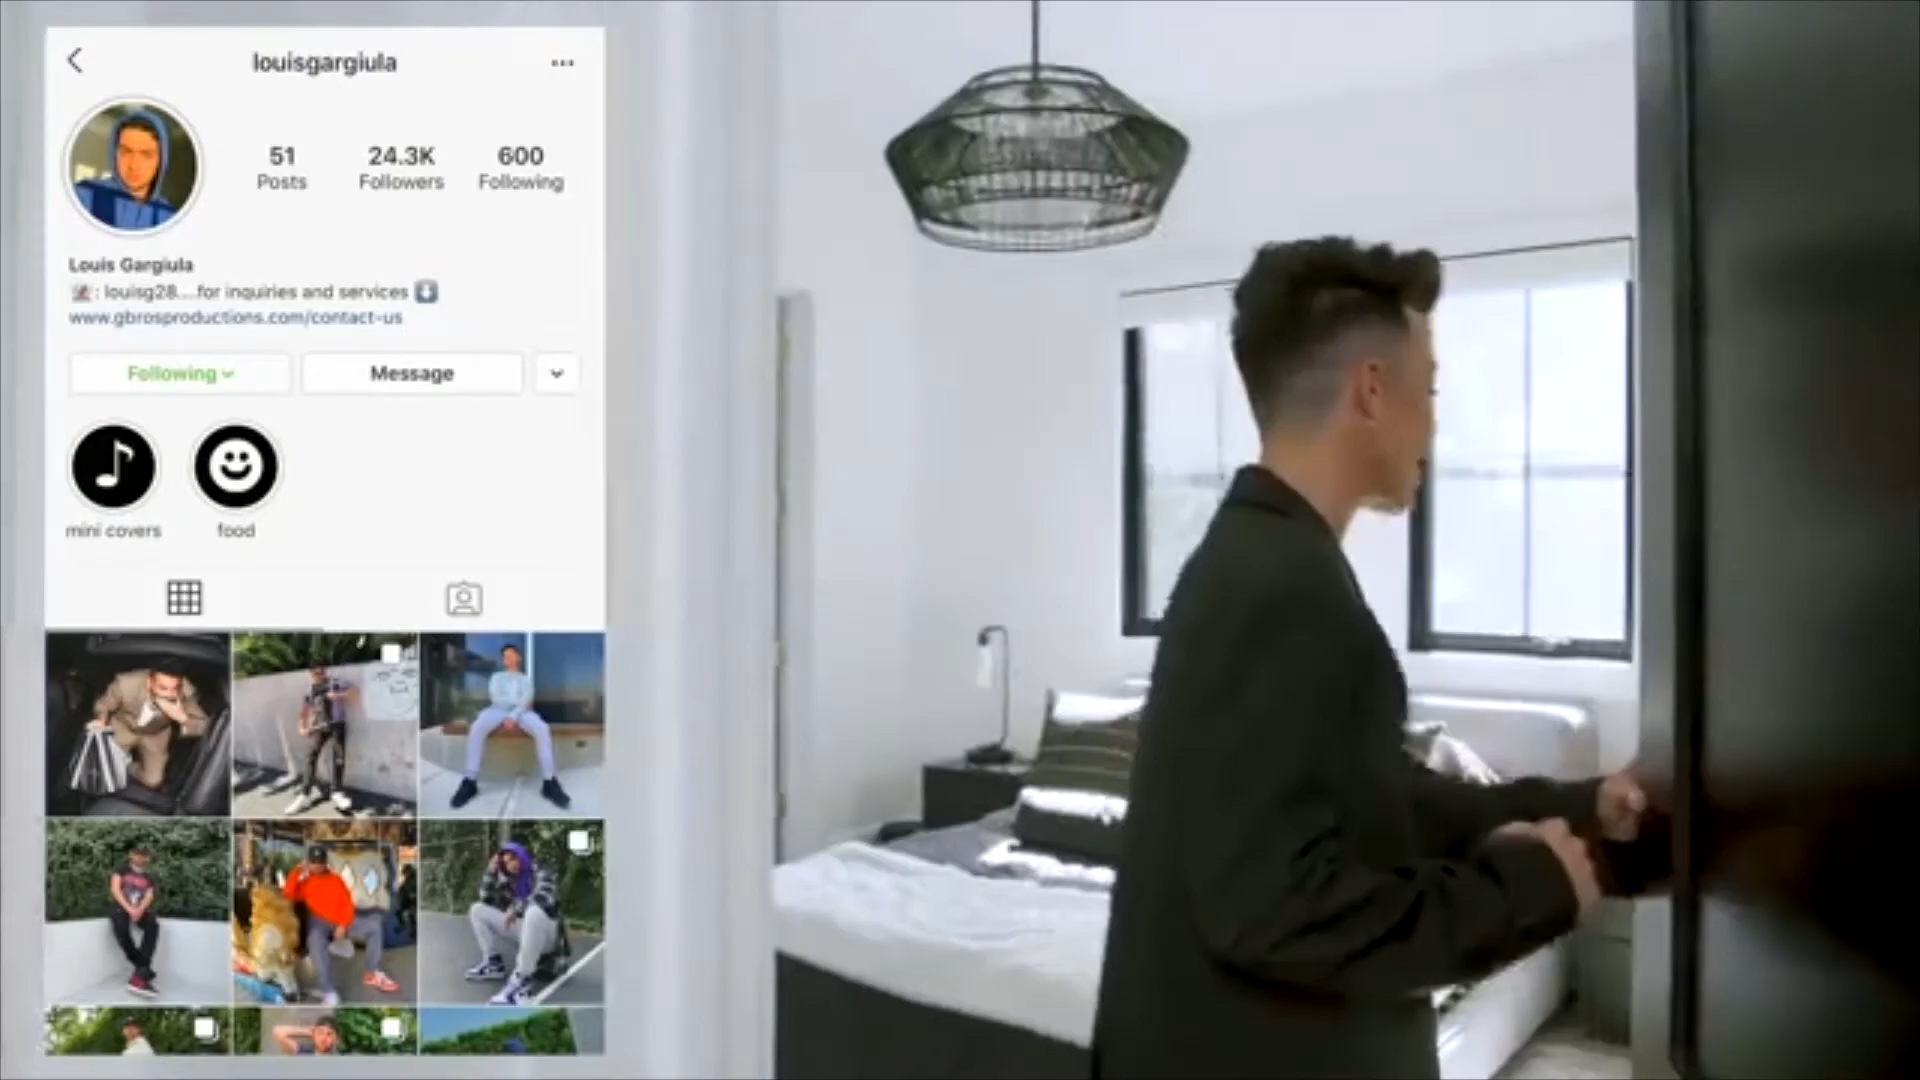 louisgargiula
51
24.3K
600
Posts
Followers
Following
Louis Gargiula
: louisg28....for inquiries and services
www.gbrosproductions.com/contact-us
Following
Message
mini covers
food